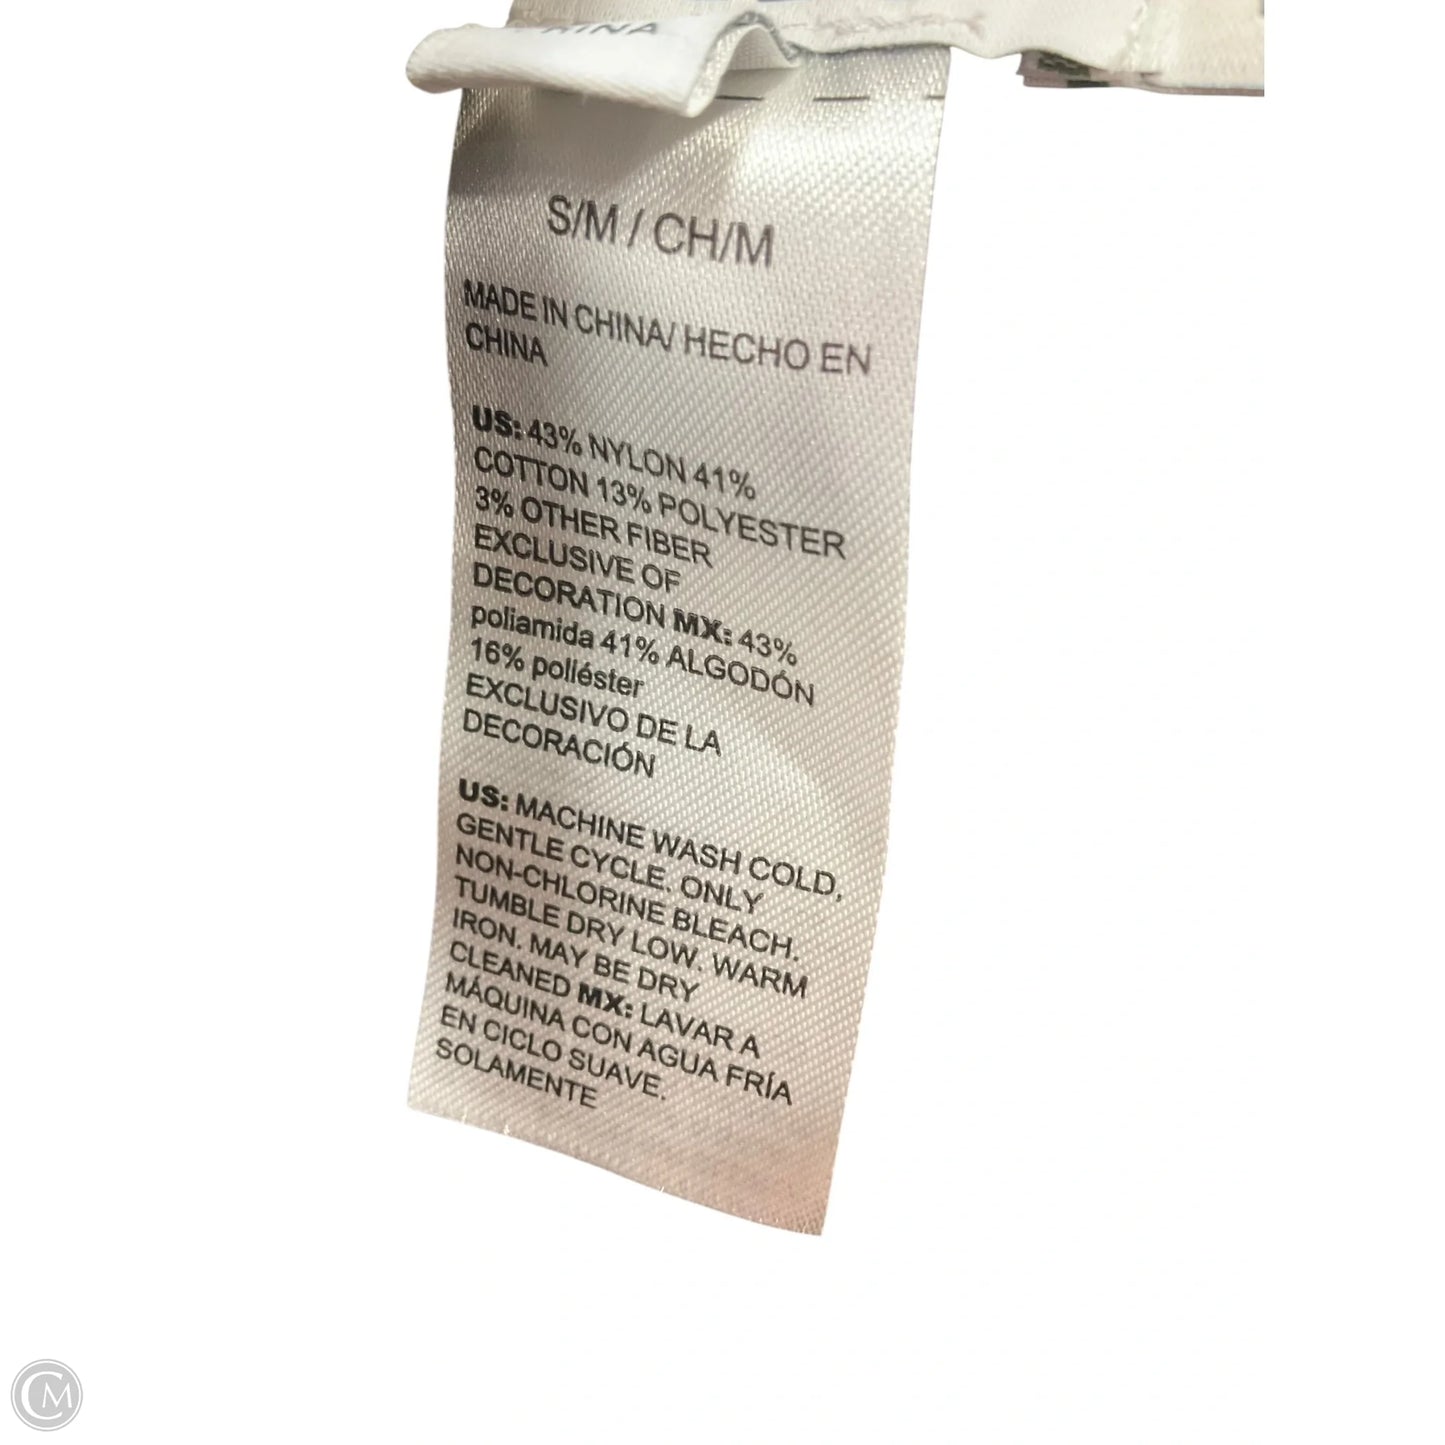 HINA
S/M / CH/M
MADE IN CHINA/ HECHO EN
CHINA
US: 43% NYLON 41%
COTTON 13% POLYESTER
3% OTHER FIBER
EXCLUSIVE OF
DECORATION MX: 43%
poliamida 41% ALGODÓN
16% poliéster
EXCLUSIVO DE LA
DECORACIÓN
US: MACHINE WASH COLD,
GENTLE CYCLE. ONLY
NON-CHLORINE BLEACH.
TUMBLE DRY LOW. WARM
IRON. MAY BE DRY
CLEANED MX: LAVAR A
MÁQUINA CON AGUA FRÍA
EN CICLO SUAVE.
SOLAMENTE
CM